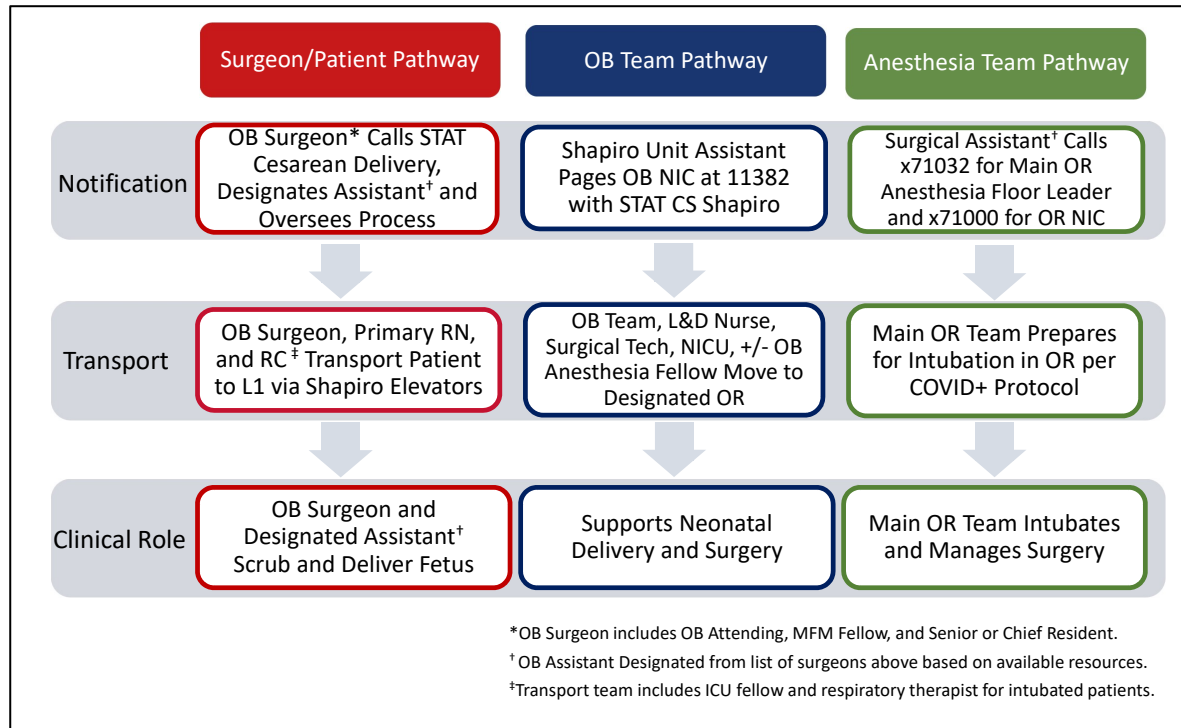 Surgeon/Patient Pathway
OB Team Pathway
Anesthesia Team Pathway
Notification
OB Surgeon* Calls STAT
Cesarean Delivery,
Designates Assistant† and
Oversees Process
Shapiro Unit Assistant
Pages OB NIC at 11382
with STAT CS Shapiro
Surgical Assistant† Calls
x71032 for Main OR
Anesthesia Floor Leader
and x71000 for OR NIC
Transport
OB Surgeon, Primary RN,
and RC‡ Transport Patient
to L1 via Shapiro Elevators
OB Team, L&D Nurse,
Surgical Tech, NICU, +/- OB
Anesthesia Fellow Move to
Designated OR
Main OR Team Prepares
for Intubation in OR per
COVID+ Protocol
Clinical Role
OB Surgeon and
Designated Assistant†
Scrub and Deliver Fetus
Supports Neonatal
Delivery and Surgery
Main OR Team Intubates
and Manages Surgery
*OB Surgeon includes OB Attending, MFM Fellow, and Senior or Chief Resident.
† OB Assistant Designated from list of surgeons above based on available resources.
‡Transport team includes ICU fellow and respiratory therapist for intubated patients.